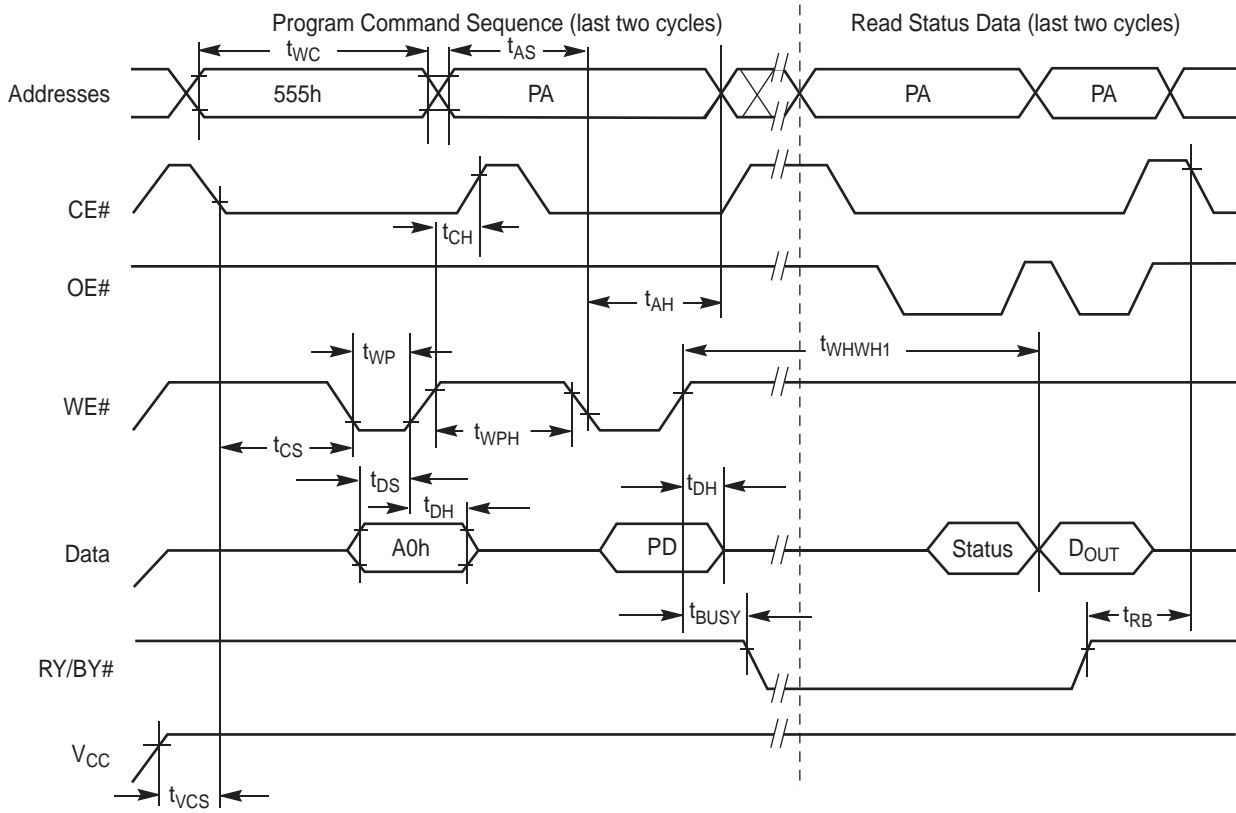 Program Command Sequence (last two cycles)
Read Status Data (last two cycles)
tWC
tAS
Addresses
555h
PA
PA
PA
CE#
tCH
OE#
tAH
tWP
tWHWH1
WE#
tCS
tWPH
tDS
tDH
tDH
Data
A0h
PD
Status
DOUT
tBUSY
tRB
RY/BY#
VCC
tVCS